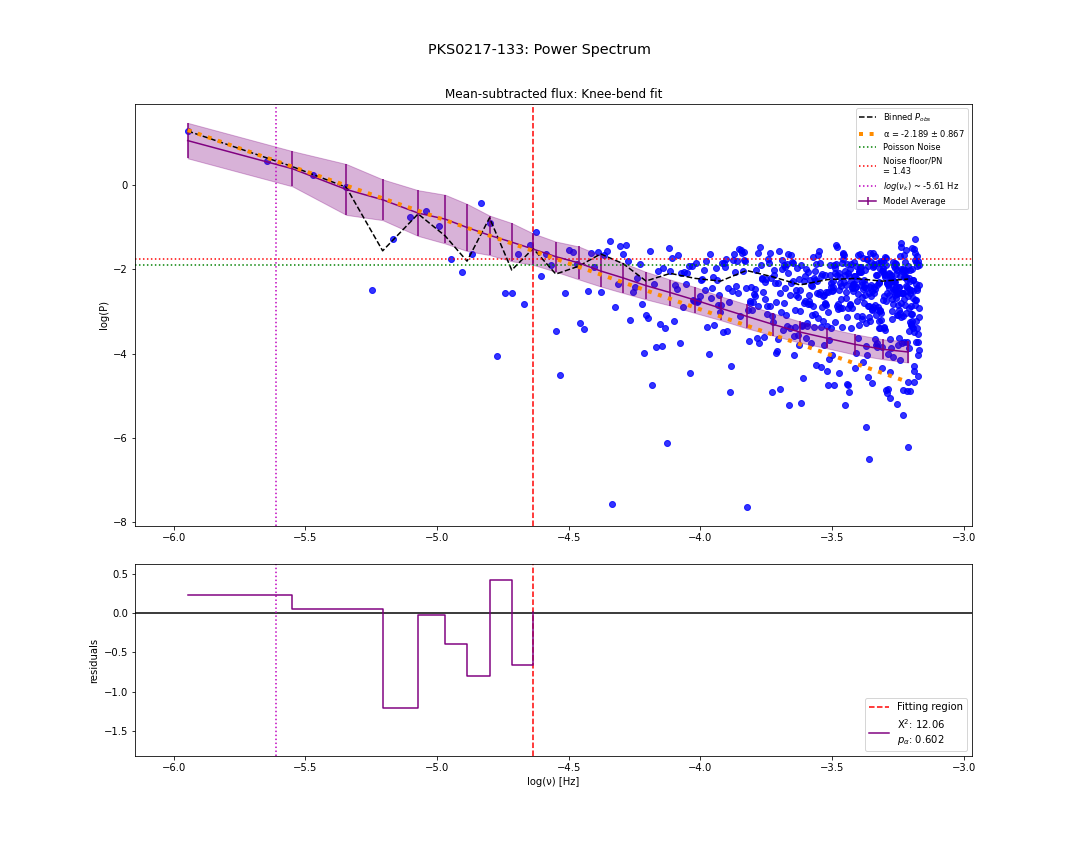 PKS0217-133: Power Spectrum
Mean-subtracted flux: Knee-bend fit
Binned P_obs
α = -2.189 ± 0.867
Poisson Noise
Noise floor/PN
= 1.43
log(ν_k) ~ -5.61 Hz
Model Average
log(P)
0
−2
−4
−6
−8
−6.0 −5.5 −5.0 −4.5 −4.0 −3.5 −3.0
residuals
0.5
0.0
−0.5
−1.0
−1.5
Fitting region
X²: 12.06
p_α: 0.602
−6.0 −5.5 −5.0 −4.5 −4.0 −3.5 −3.0
log(ν) [Hz]